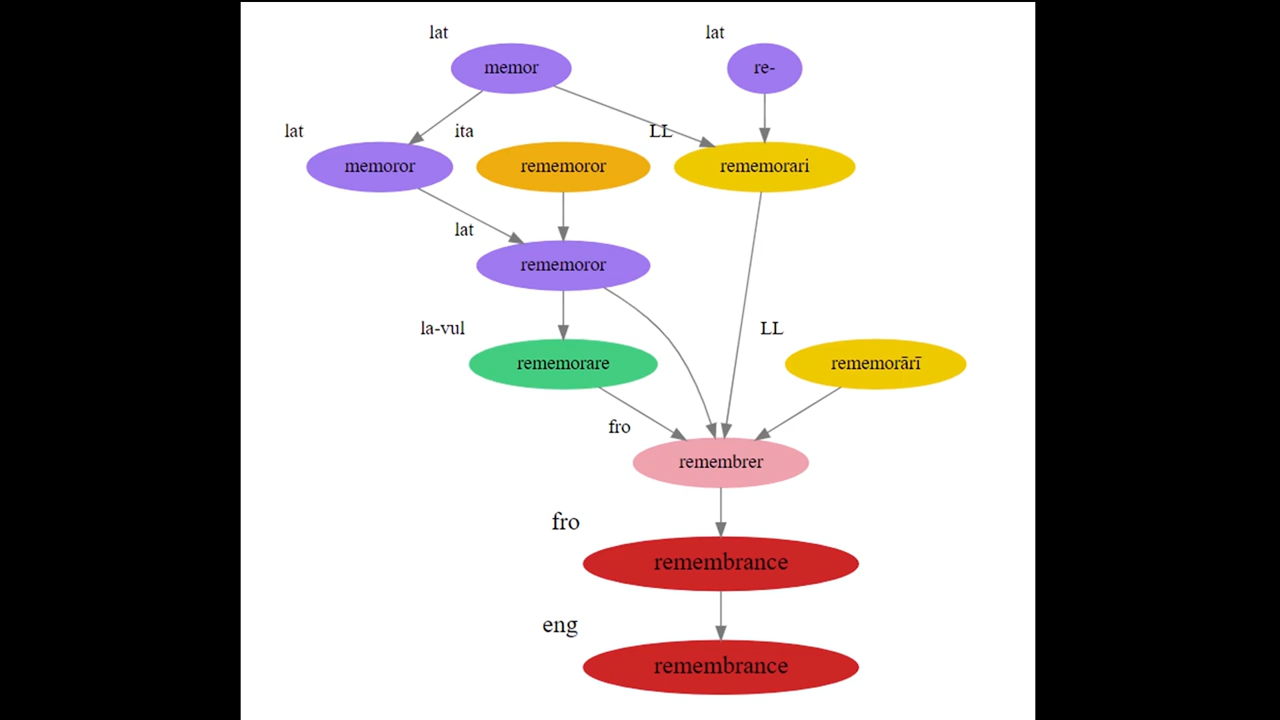 lat
memor
lat
re-
lat
memoror
ita
rememoror
LL
rememorari
lat
rememoror
la-vul
rememorare
LL
rememorārī
fro
remembrer
fro
remembrance
eng
remembrance